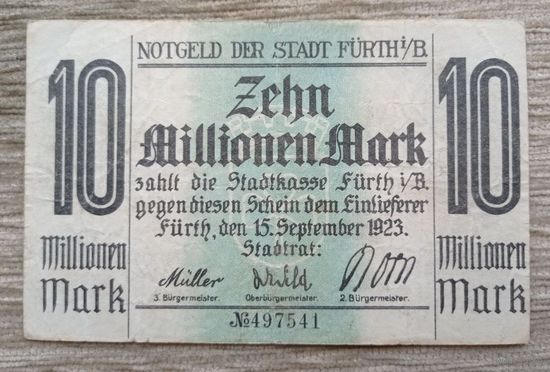 NOTGELD DER STADT FÜRTH i/B.
10
Millionen
Mark
Zehn
Millionen Mark
zahlt die Stadtkasse Fürth i/B.
gegen diesen Schein dem Einlieferer
Fürth, den 15. September 1923.
Stadtrat:
Müller
3. Bürgermeister.
Oberbürgermeister.
2. Bürgermeister.
№497541
10
Millionen
Mark